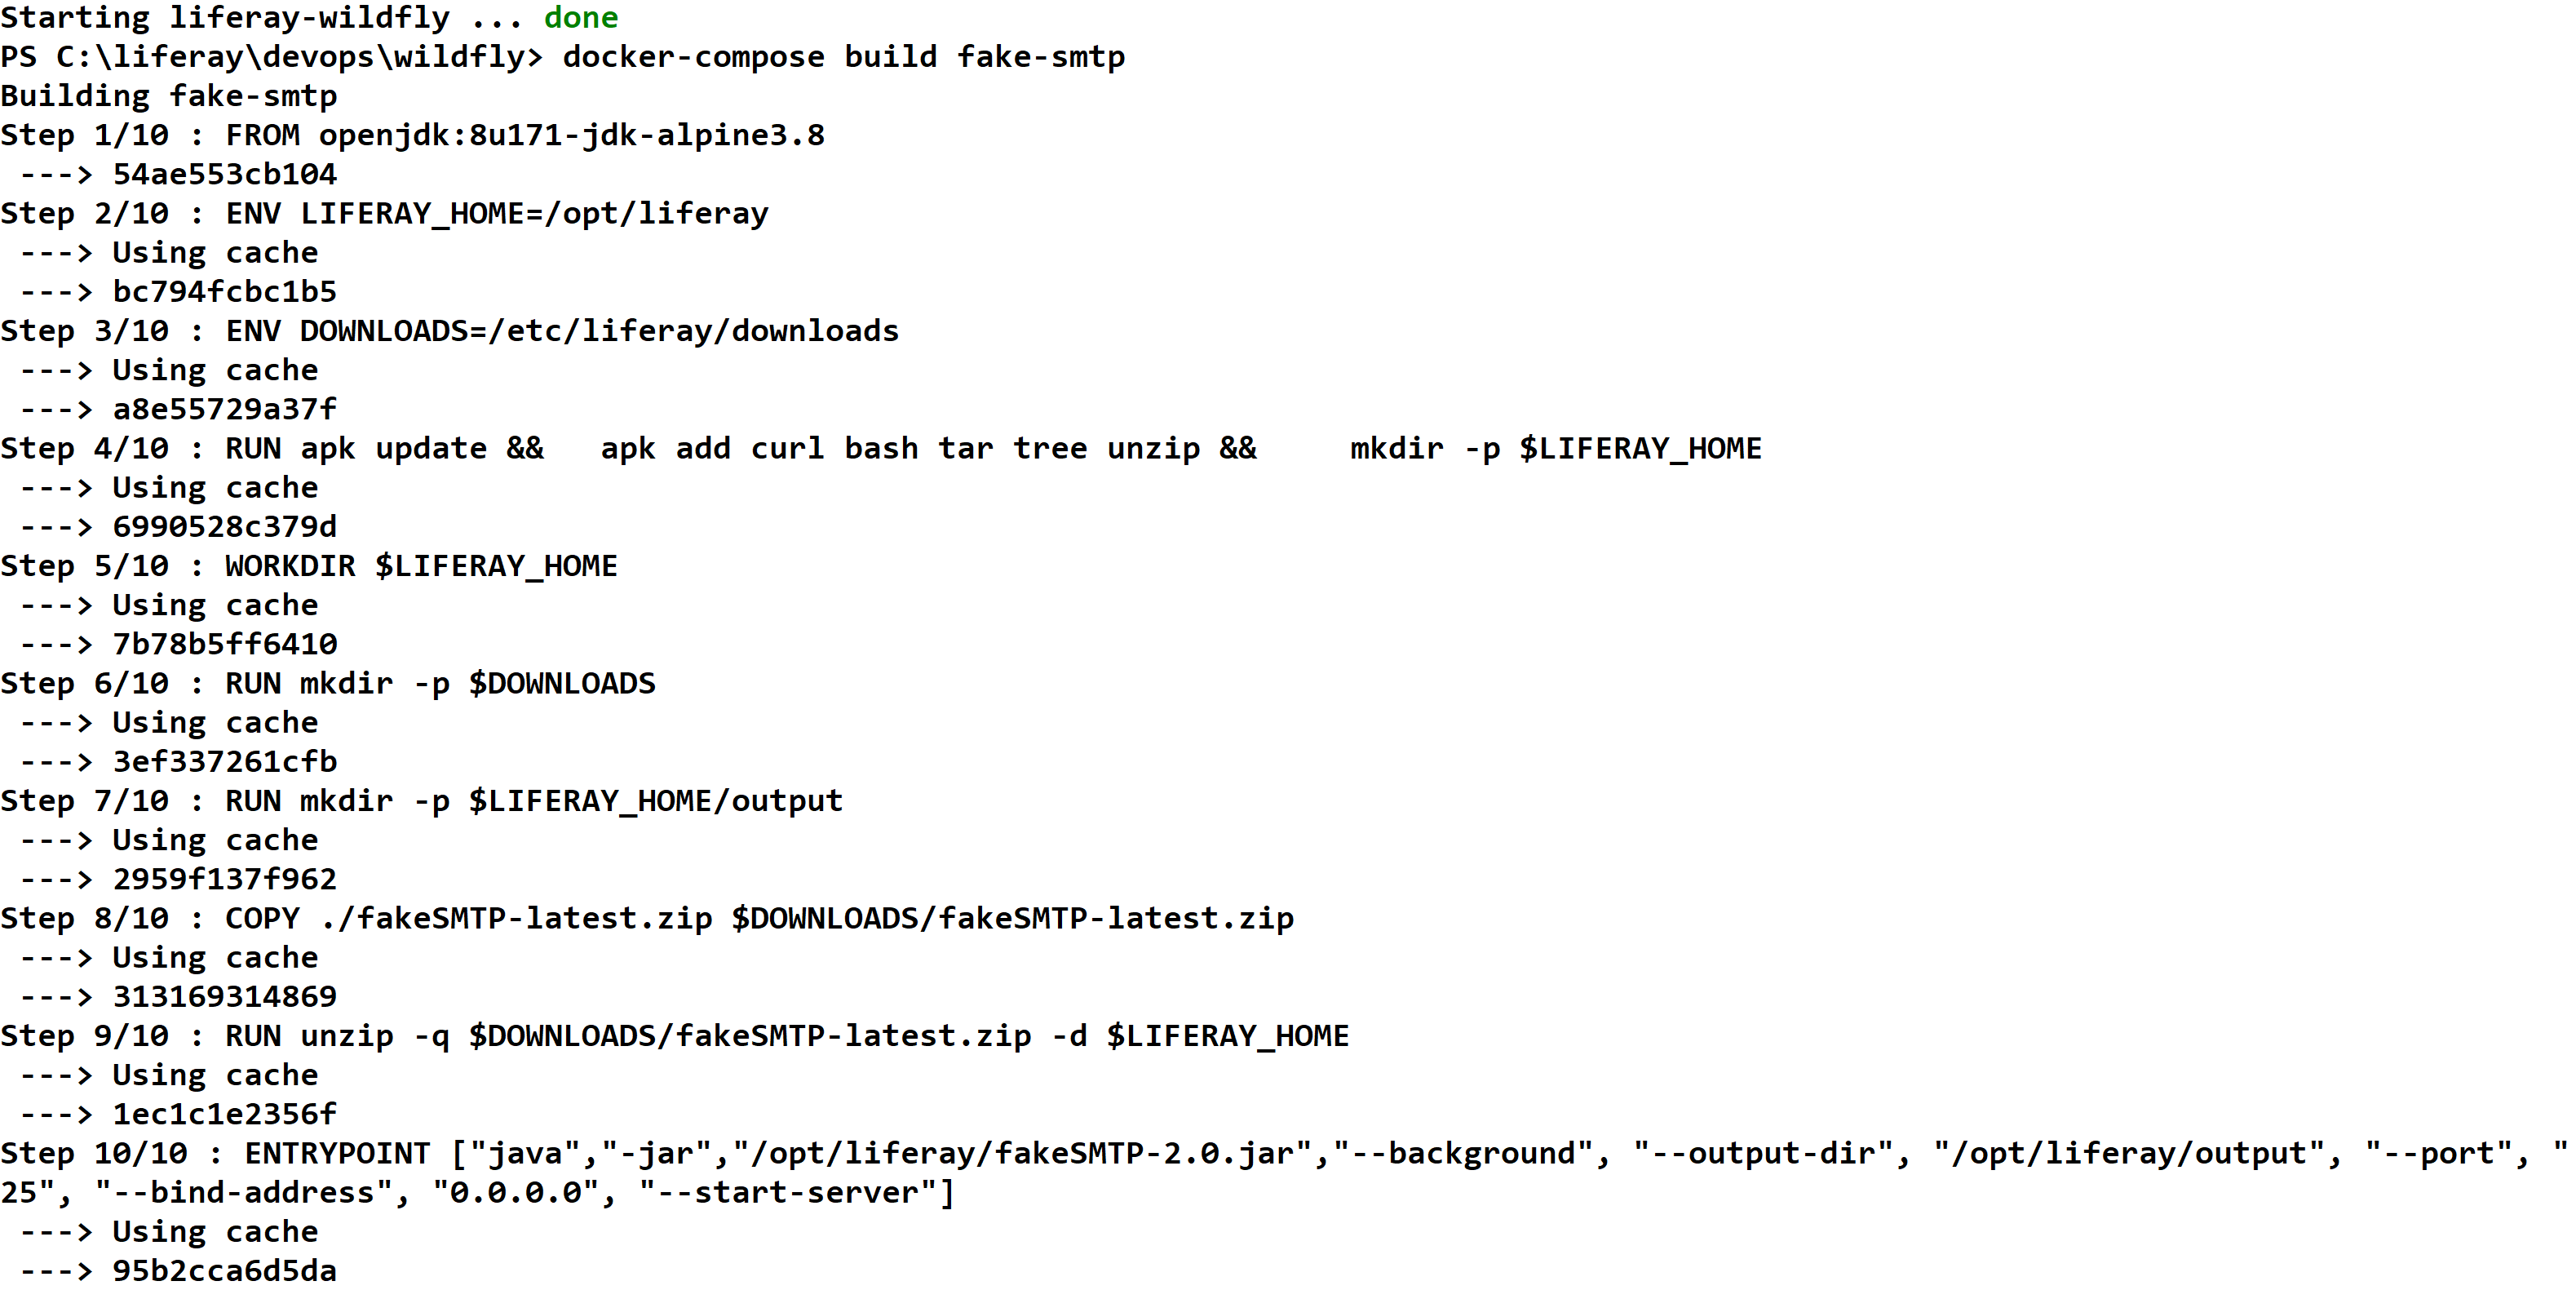 Starting liferay-wildfly ... done
PS C:\liferay\devops\wildfly> docker-compose build fake-smtp
Building fake-smtp
Step 1/10 : FROM openjdk:8u171-jdk-alpine3.8
 ---> 54ae553cb104
Step 2/10 : ENV LIFERAY_HOME=/opt/liferay
 ---> Using cache
 ---> bc794fcbc1b5
Step 3/10 : ENV DOWNLOADS=/etc/liferay/downloads
 ---> Using cache
 ---> a8e55729a37f
Step 4/10 : RUN apk update &&   apk add curl bash tar tree unzip &&     mkdir -p $LIFERAY_HOME
 ---> Using cache
 ---> 6990528c379d
Step 5/10 : WORKDIR $LIFERAY_HOME
 ---> Using cache
 ---> 7b78b5ff6410
Step 6/10 : RUN mkdir -p $DOWNLOADS
 ---> Using cache
 ---> 3ef337261cfb
Step 7/10 : RUN mkdir -p $LIFERAY_HOME/output
 ---> Using cache
 ---> 2959f137f962
Step 8/10 : COPY ./fakeSMTP-latest.zip $DOWNLOADS/fakeSMTP-latest.zip
 ---> Using cache
 ---> 313169314869
Step 9/10 : RUN unzip -q $DOWNLOADS/fakeSMTP-latest.zip -d $LIFERAY_HOME
 ---> Using cache
 ---> 1ec1c1e2356f
Step 10/10 : ENTRYPOINT ["java","-jar","/opt/liferay/fakeSMTP-2.0.jar","--background", "--output-dir", "/opt/liferay/output", "--port", "
25", "--bind-address", "0.0.0.0", "--start-server"]
 ---> Using cache
 ---> 95b2cca6d5da